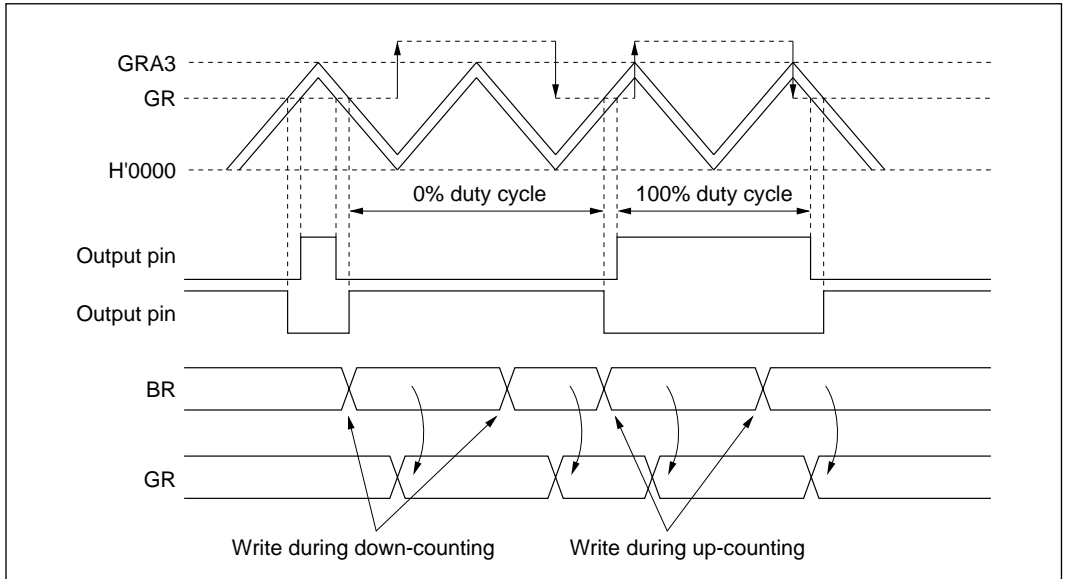 GRA3
GR
H'0000
0% duty cycle
100% duty cycle
Output pin
Output pin
BR
GR
Write during down-counting
Write during up-counting